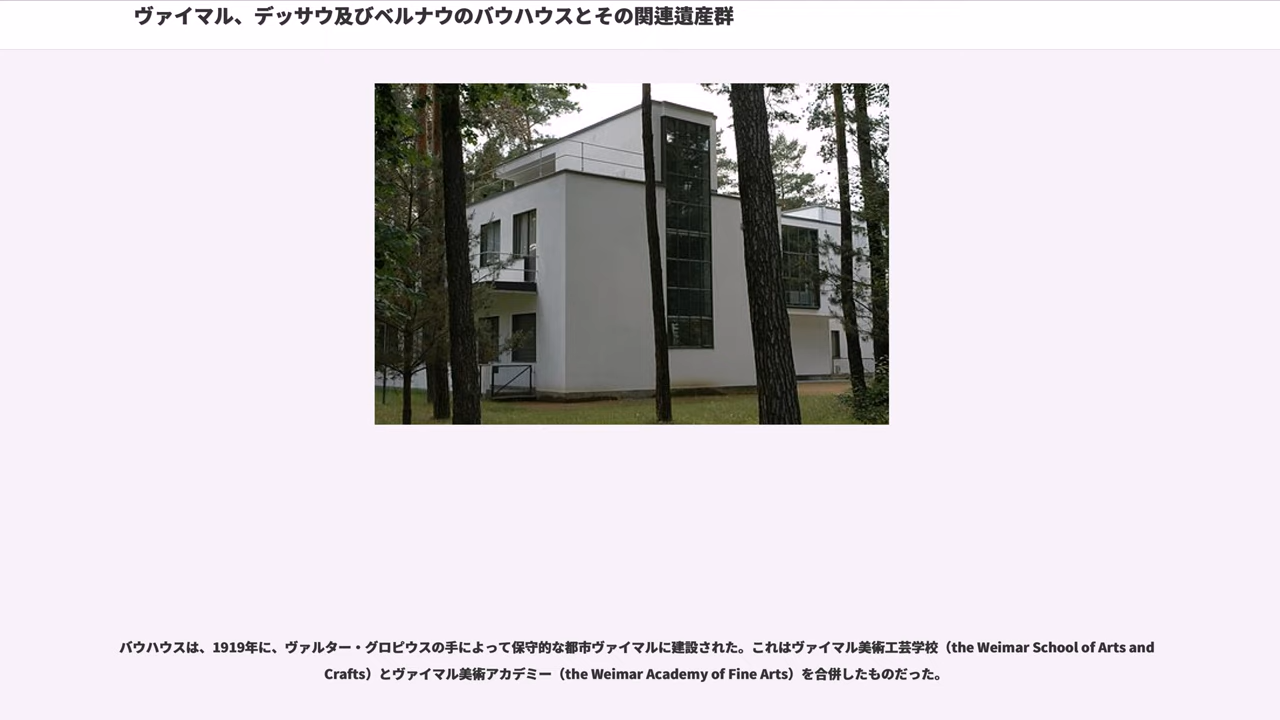 ヴァイマル、デッサウ及びベルナウのバウハウスとその関連遺産群
バウハウスは、1919年に、ヴァルター・グロピウスの手によって保守的な都市ヴァイマルに建設された。これはヴァイマル美術工芸学校（the Weimar School of Arts and
Crafts）とヴァイマル美術アカデミー（the Weimar Academy of Fine Arts）を合併したものだった。